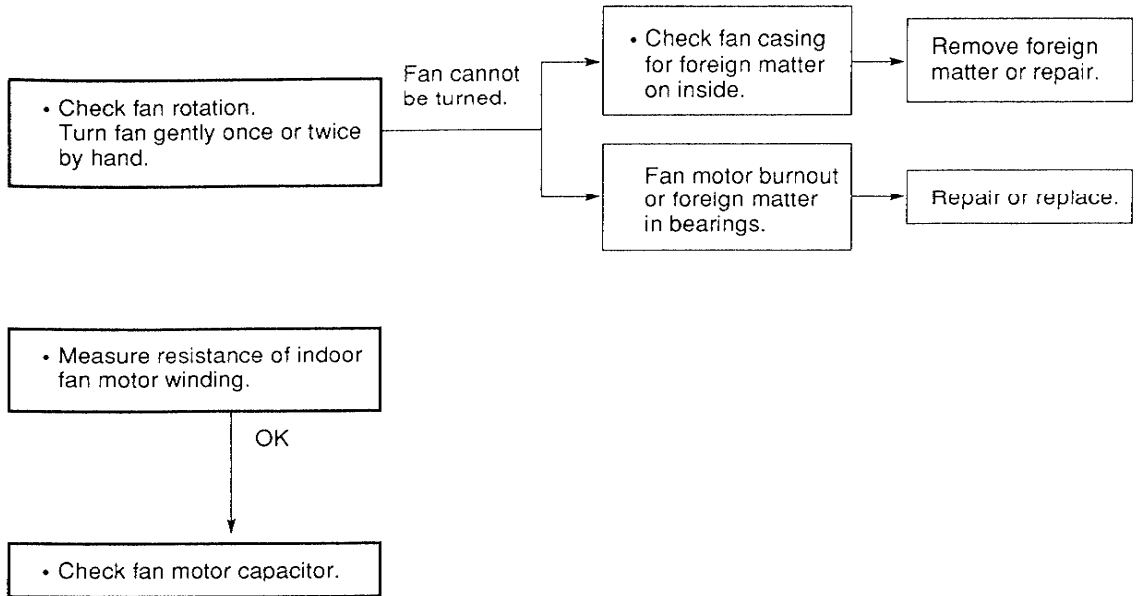 • Check fan rotation.
Turn fan gently once or twice
by hand.
Fan cannot
be turned.
• Check fan casing
for foreign matter
on inside.
Remove foreign
matter or repair.
Fan motor burnout
or foreign matter
in bearings.
Repair or replace.
• Measure resistance of indoor
fan motor winding.
OK
• Check fan motor capacitor.